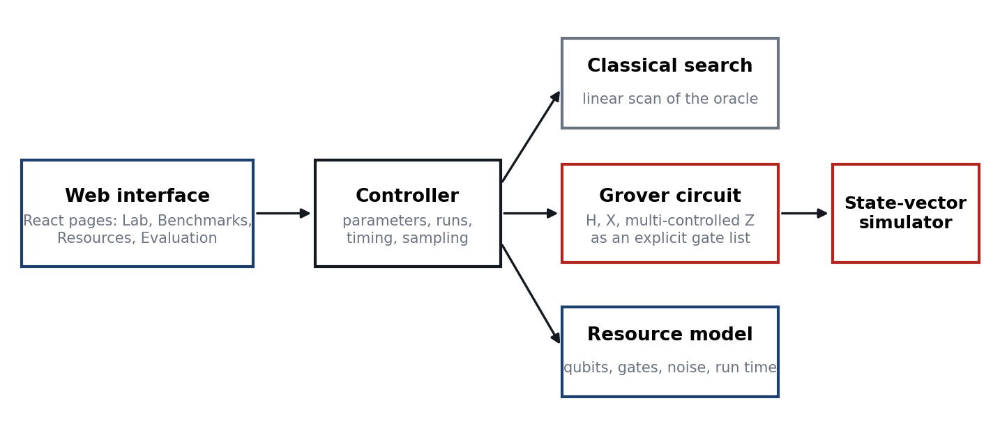 Classical search
linear scan of the oracle
Web interface
React pages: Lab, Benchmarks,
Resources, Evaluation
Controller
parameters, runs,
timing, sampling
Grover circuit
H, X, multi-controlled Z
as an explicit gate list
State-vector
simulator
Resource model
qubits, gates, noise, run time